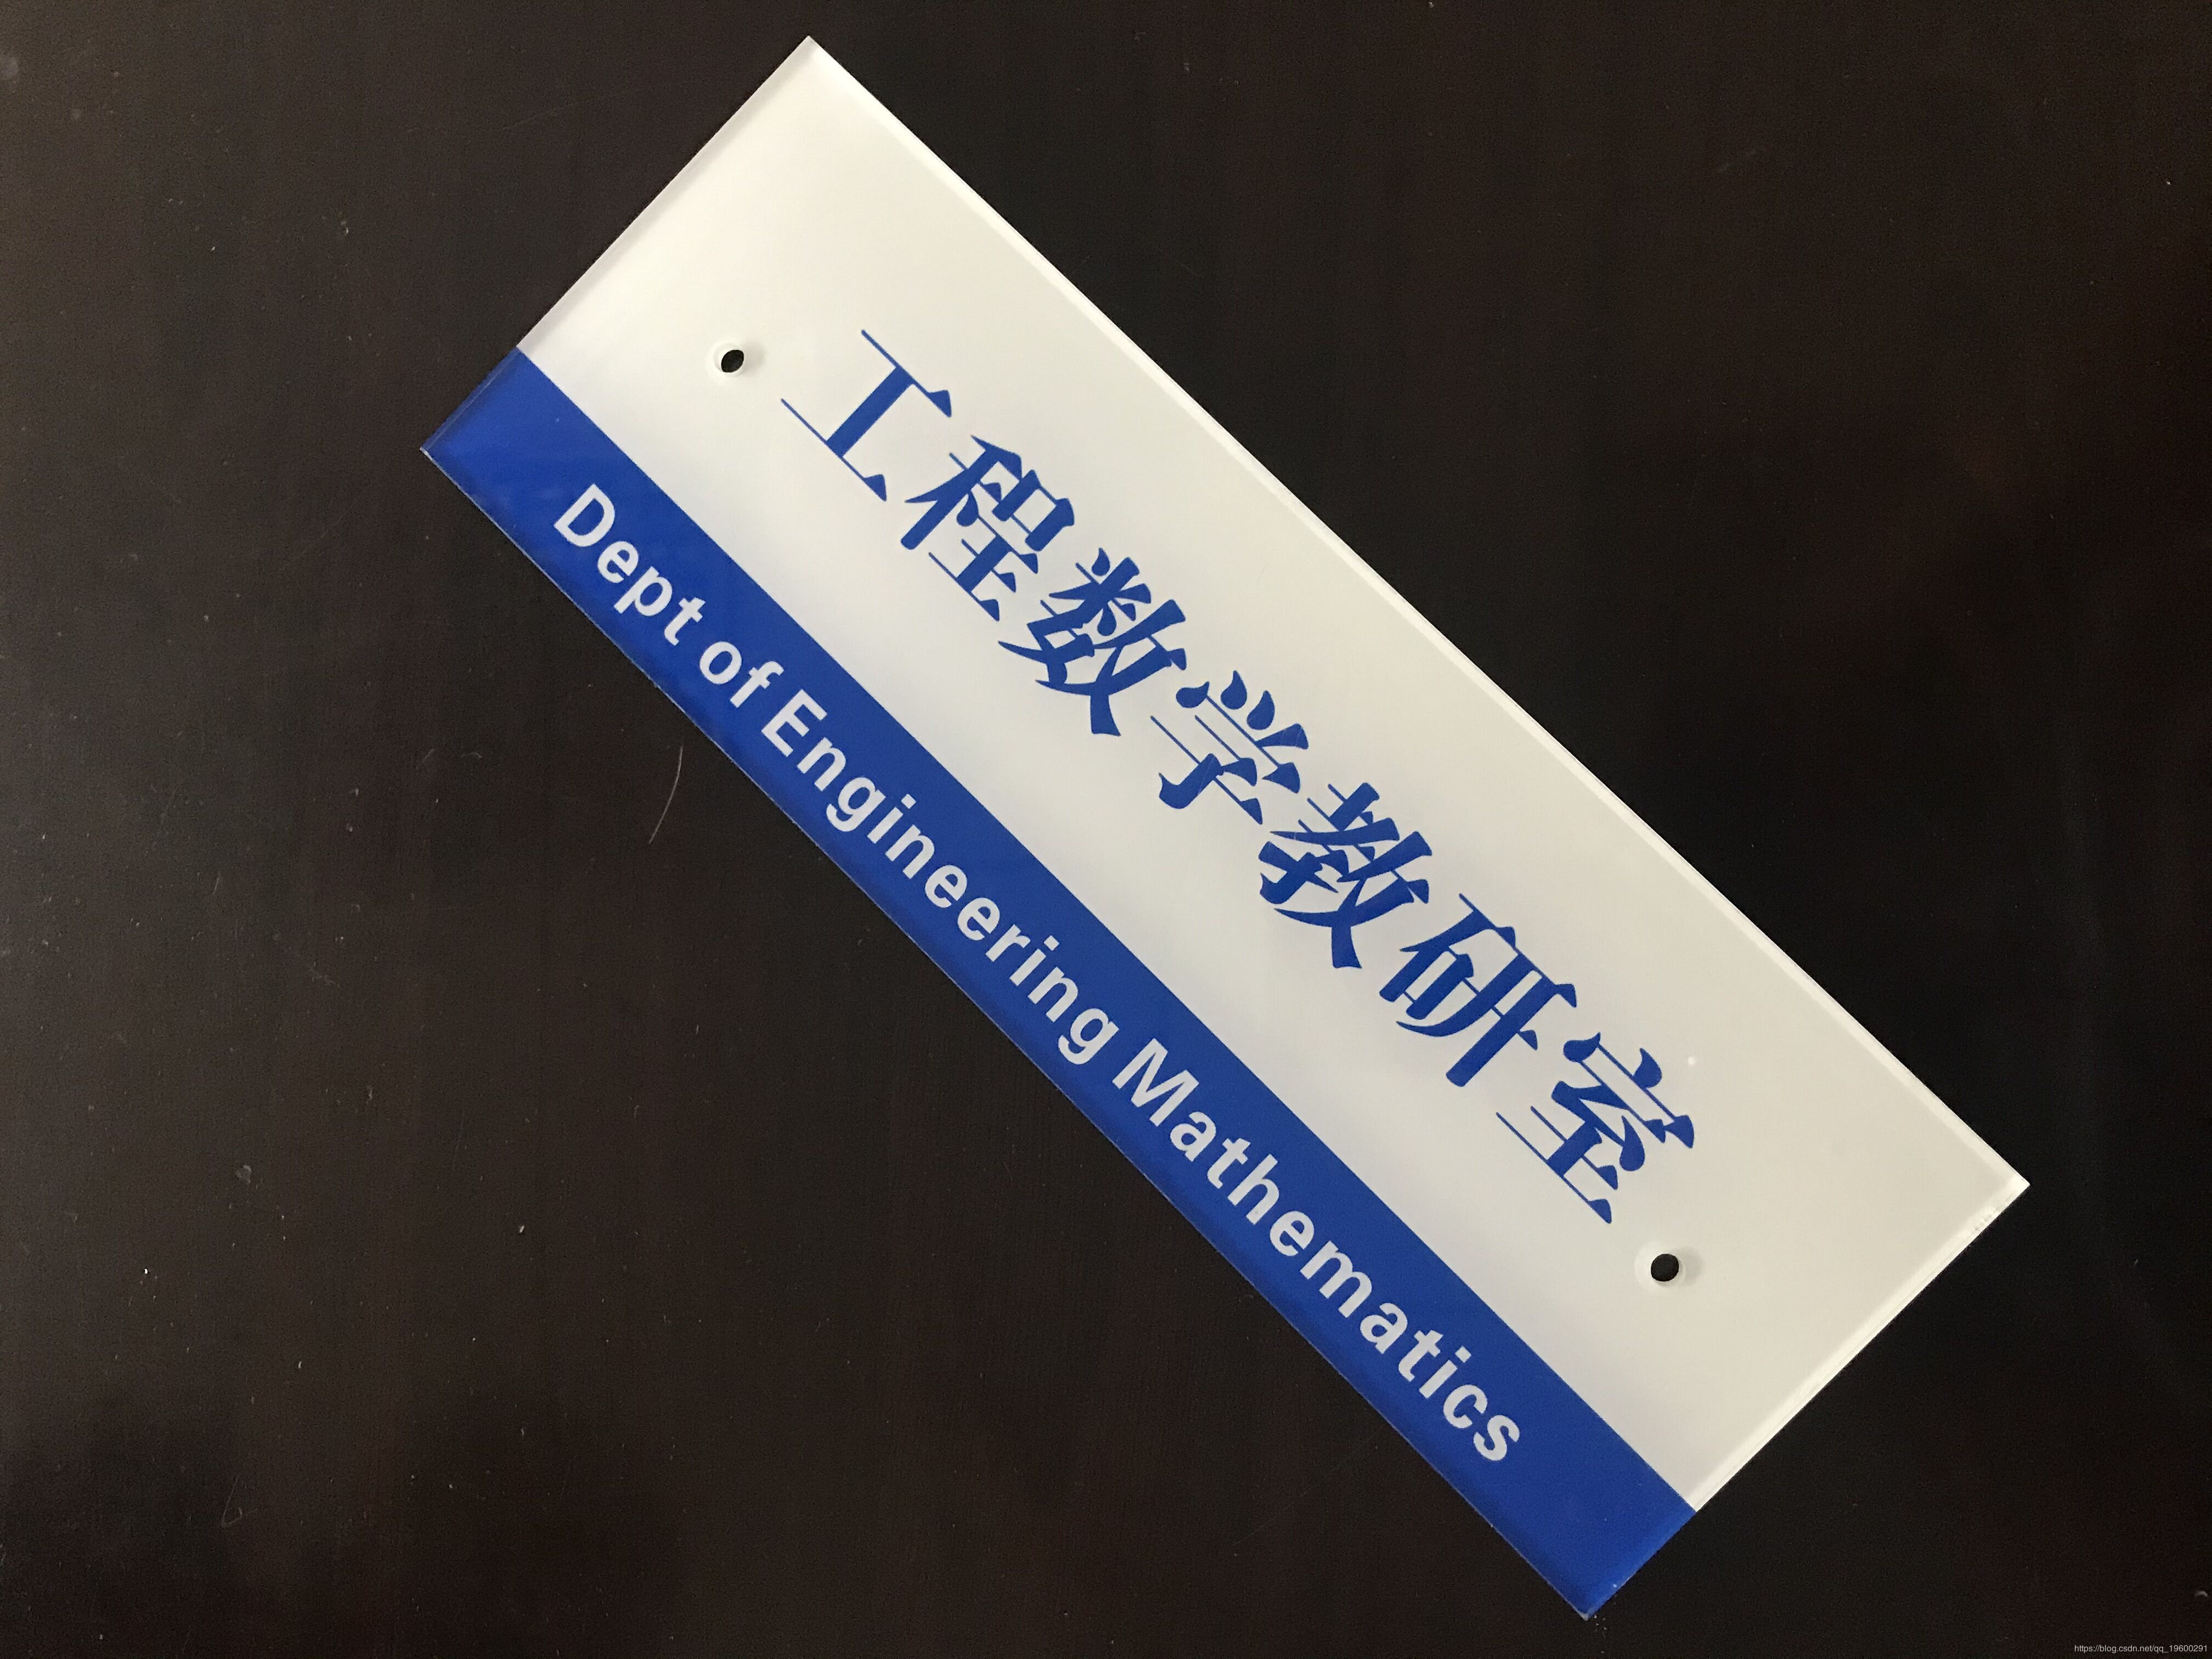 工程数学教研室
Dept of Engineering Mathematics
https://blog.csdn.net/qq_19600291